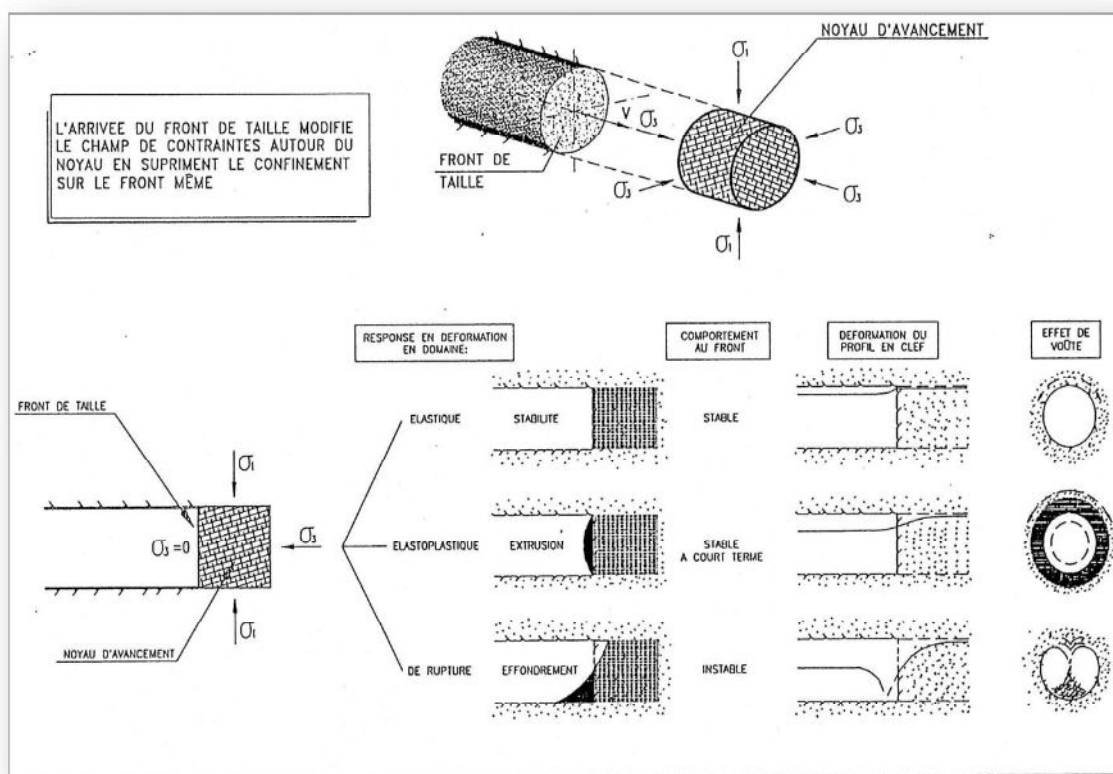 NOYAU D'AVANCEMENT
σ1
L'ARRIVEE DU FRONT DE TAILLE MODIFIE
LE CHAMP DE CONTRAINTES AUTOUR DU
NOYAU EN SUPRIMENT LE CONFINEMENT
SUR LE FRONT MÊME
V
σ3
σ3
FRONT DE
TAILLE
σ3
σ3
σ1
RESPONSE EN DEFORMATION
EN DOMAINE:
COMPORTEMENT
AU FRONT
DEFORMATION OU
PROFIL EN CLEF
EFFET DE
VOÛTE
FRONT DE TAILLE
ELASTIQUE
STABILITE
STABLE
σ1
σ3=0
σ3
ELASTOPLASTIQUE
EXTRUSION
STABLE
A COURT TERME
σ1
NOYAU D'AVANCEMENT
DE RUPTURE
EFFONDREMENT
INSTABLE